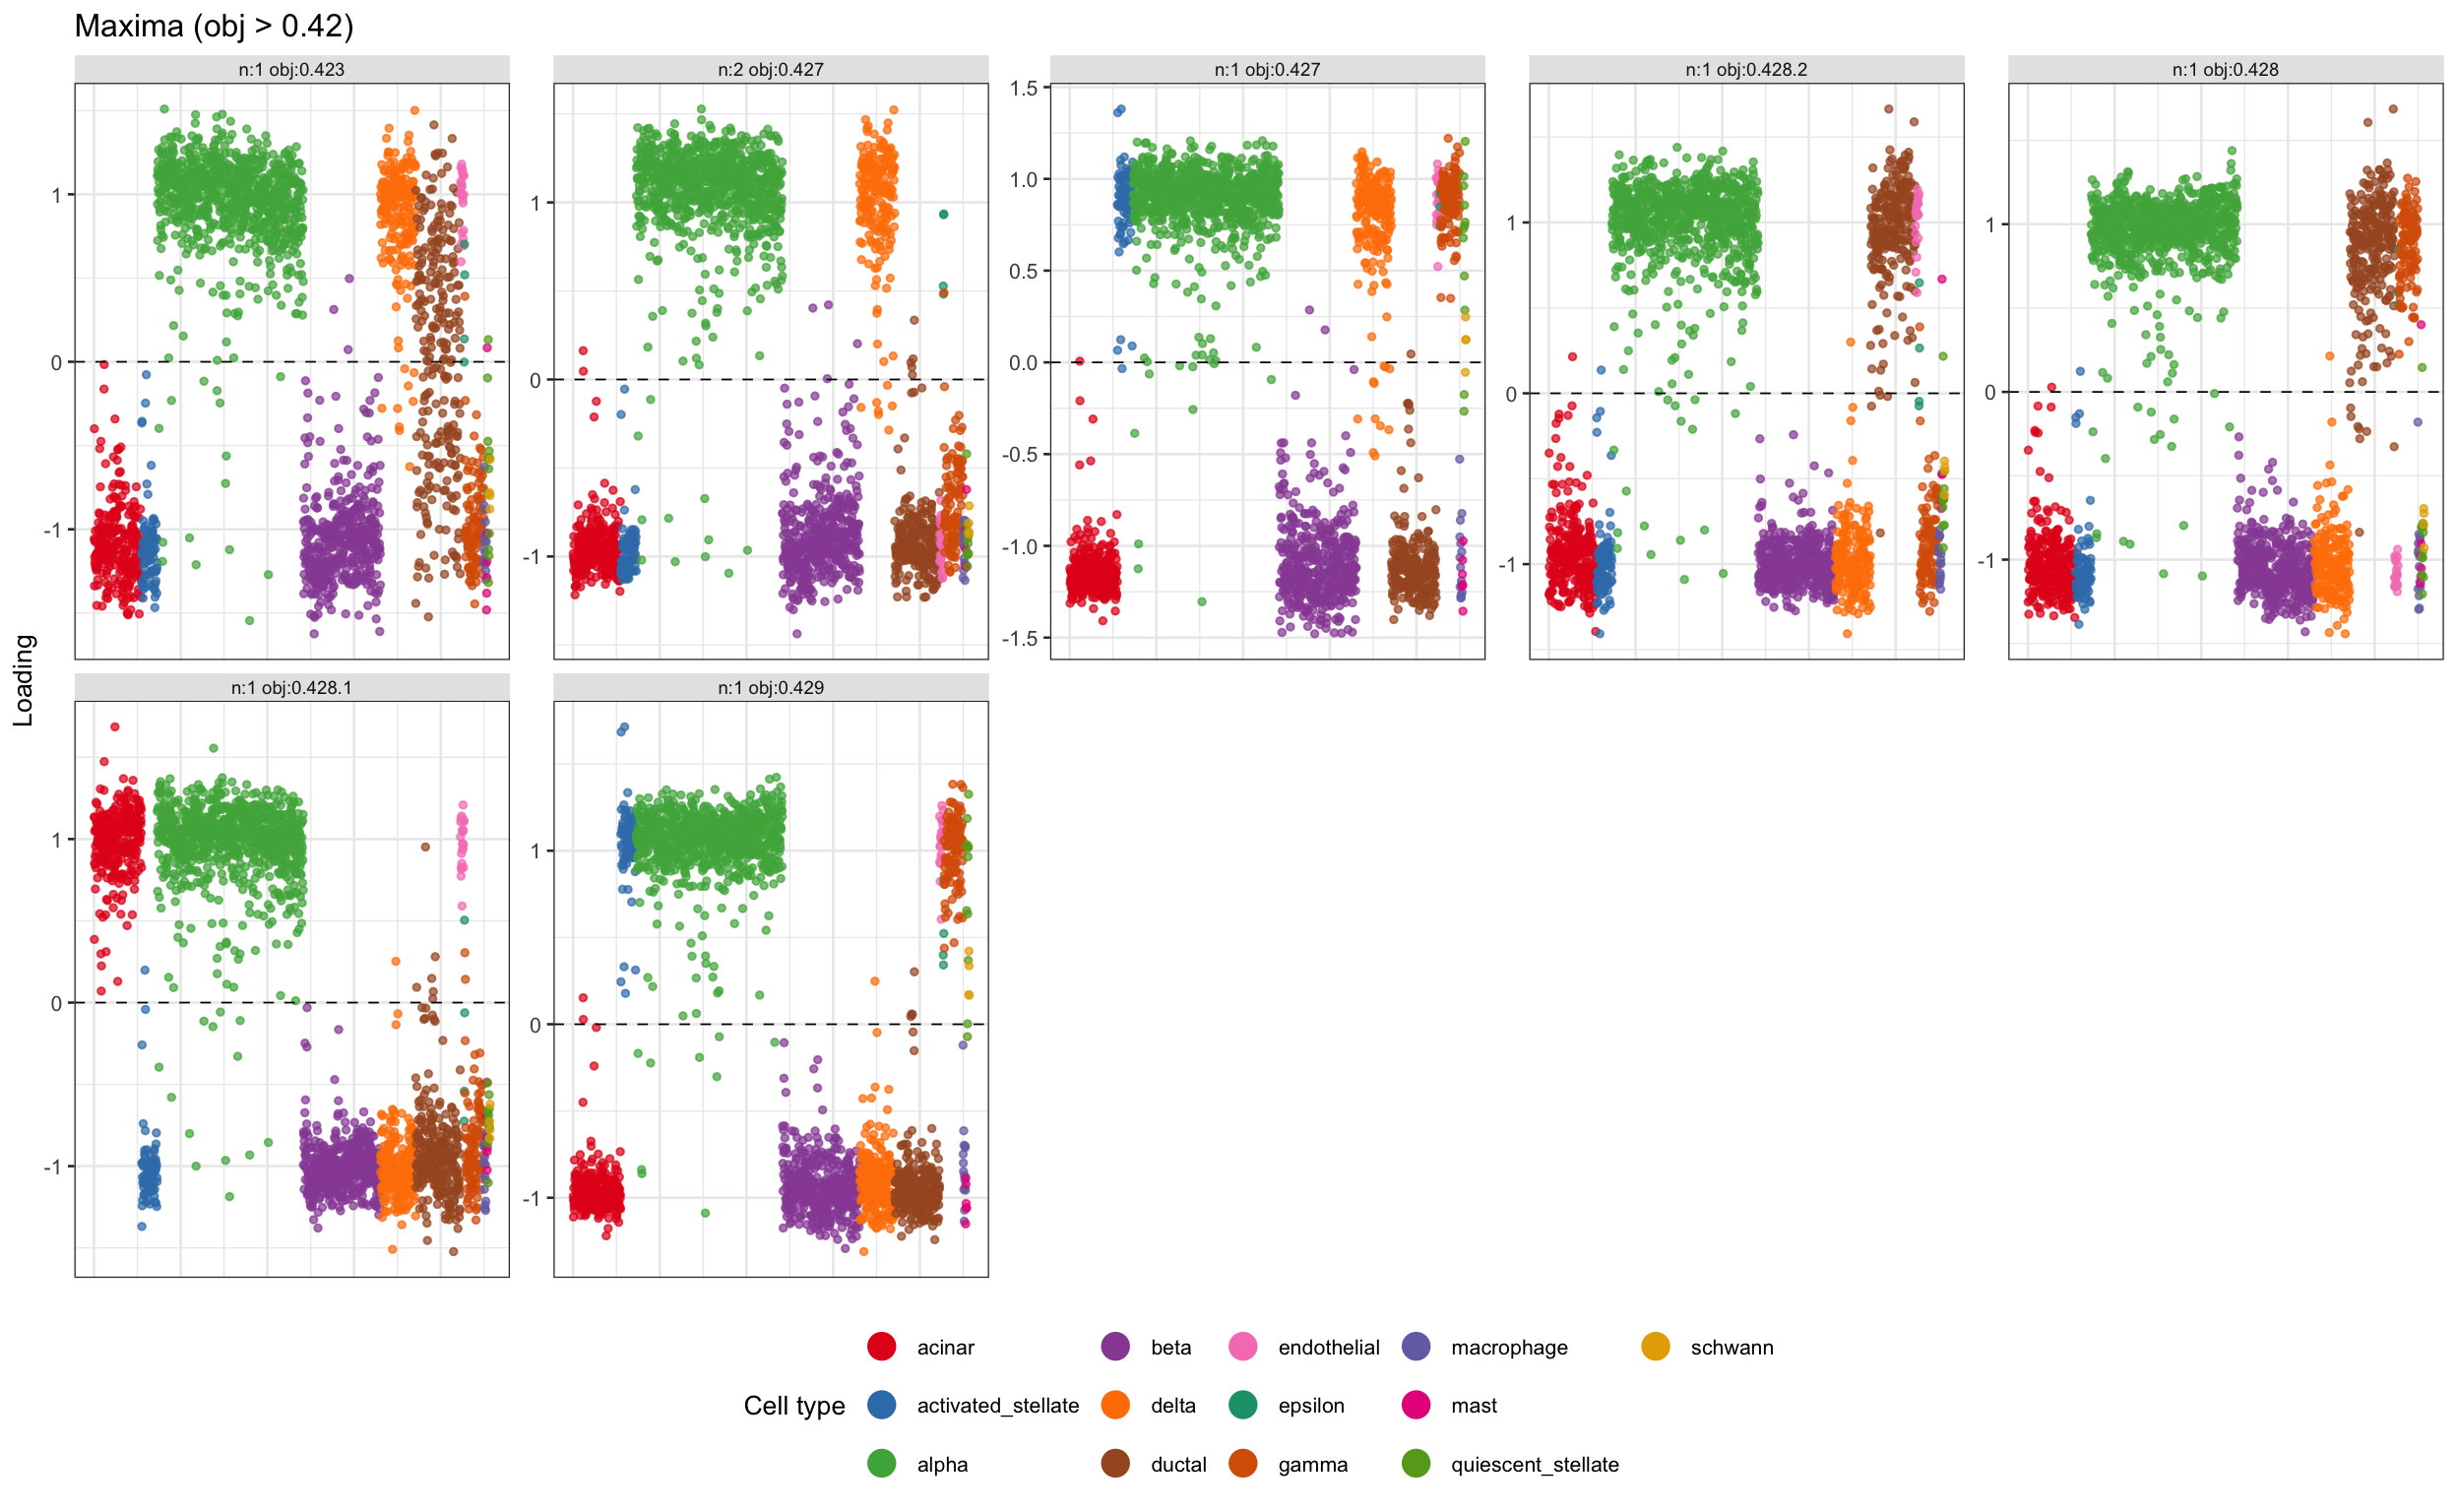 Maxima (obj > 0.42)
n:1 obj:0.423
n:2 obj:0.427
n:1 obj:0.427
n:1 obj:0.428.2
n:1 obj:0.428
1
0
-1
1
0
-1
1.5
1.0
0.5
0.0
-0.5
-1.0
-1.5
1
0
-1
1
0
-1
Loading
n:1 obj:0.428.1
n:1 obj:0.429
1
0
-1
1
0
-1
Cell type
acinar
activated_stellate
alpha
beta
delta
ductal
endothelial
epsilon
gamma
macrophage
mast
quiescent_stellate
schwann